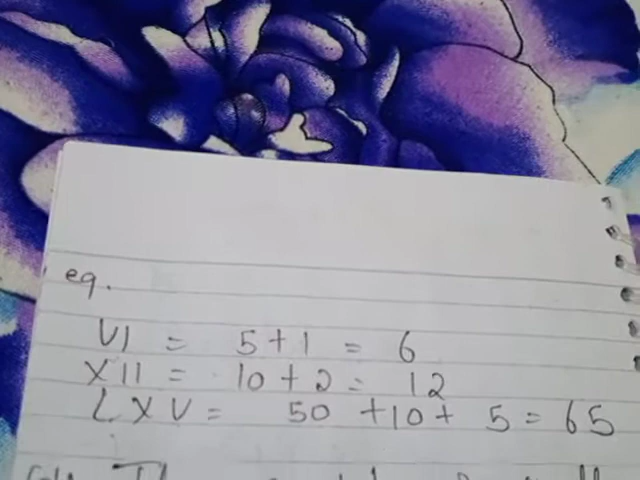 eg.
VI = 5+1 = 6
XII = 10+2= 12
LXV= 50 +10+ 5=65